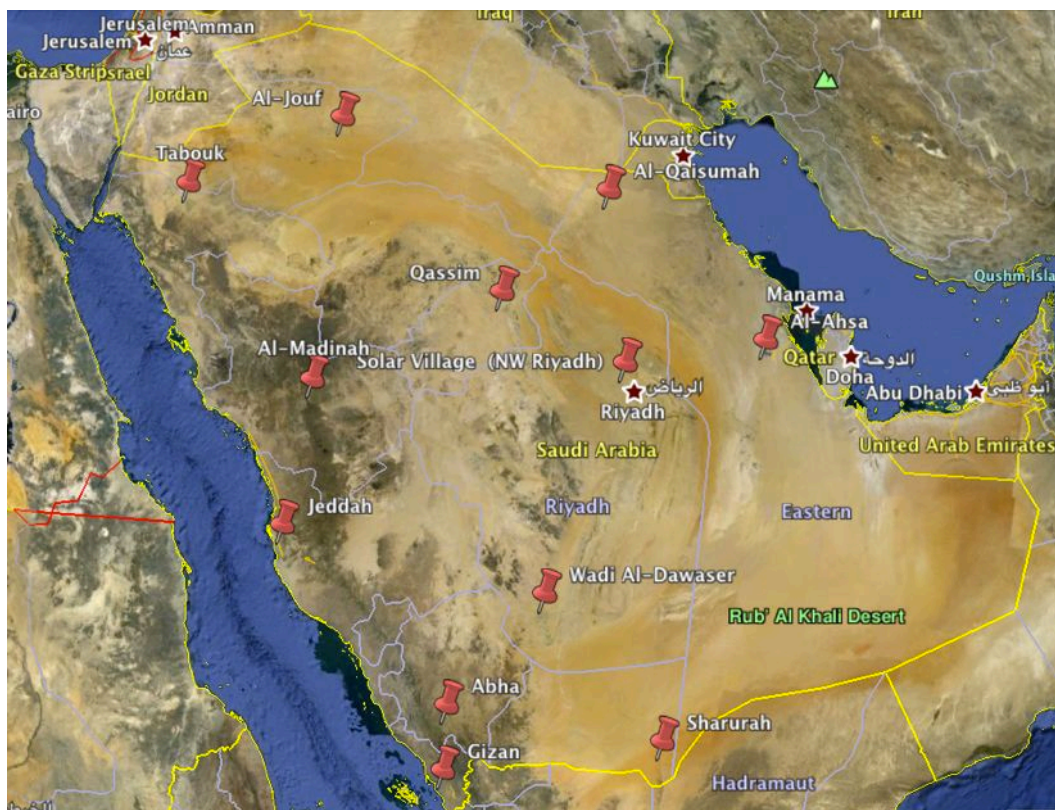 Iraq
Iran
Jerusalem
Amman
Jerusalem
عمان
Gaza Strip
Israel
Jordan
Al-Jouf
airo
Kuwait City
Tabouk
Al-Qaisumah
Qassim
Qushm Isla
Manama
Al-Ahsa
Al-Madinah
Solar Village (NW Riyadh)
Qatar
الدوحة
Doha
الرياض
Abu Dhabi
أبو ظبي
Riyadh
Saudi Arabia
United Arab Emirates
Jeddah
Riyadh
Eastern
Wadi Al-Dawaser
Rub' Al Khali Desert
Abha
Sharurah
Gizan
Hadramaut